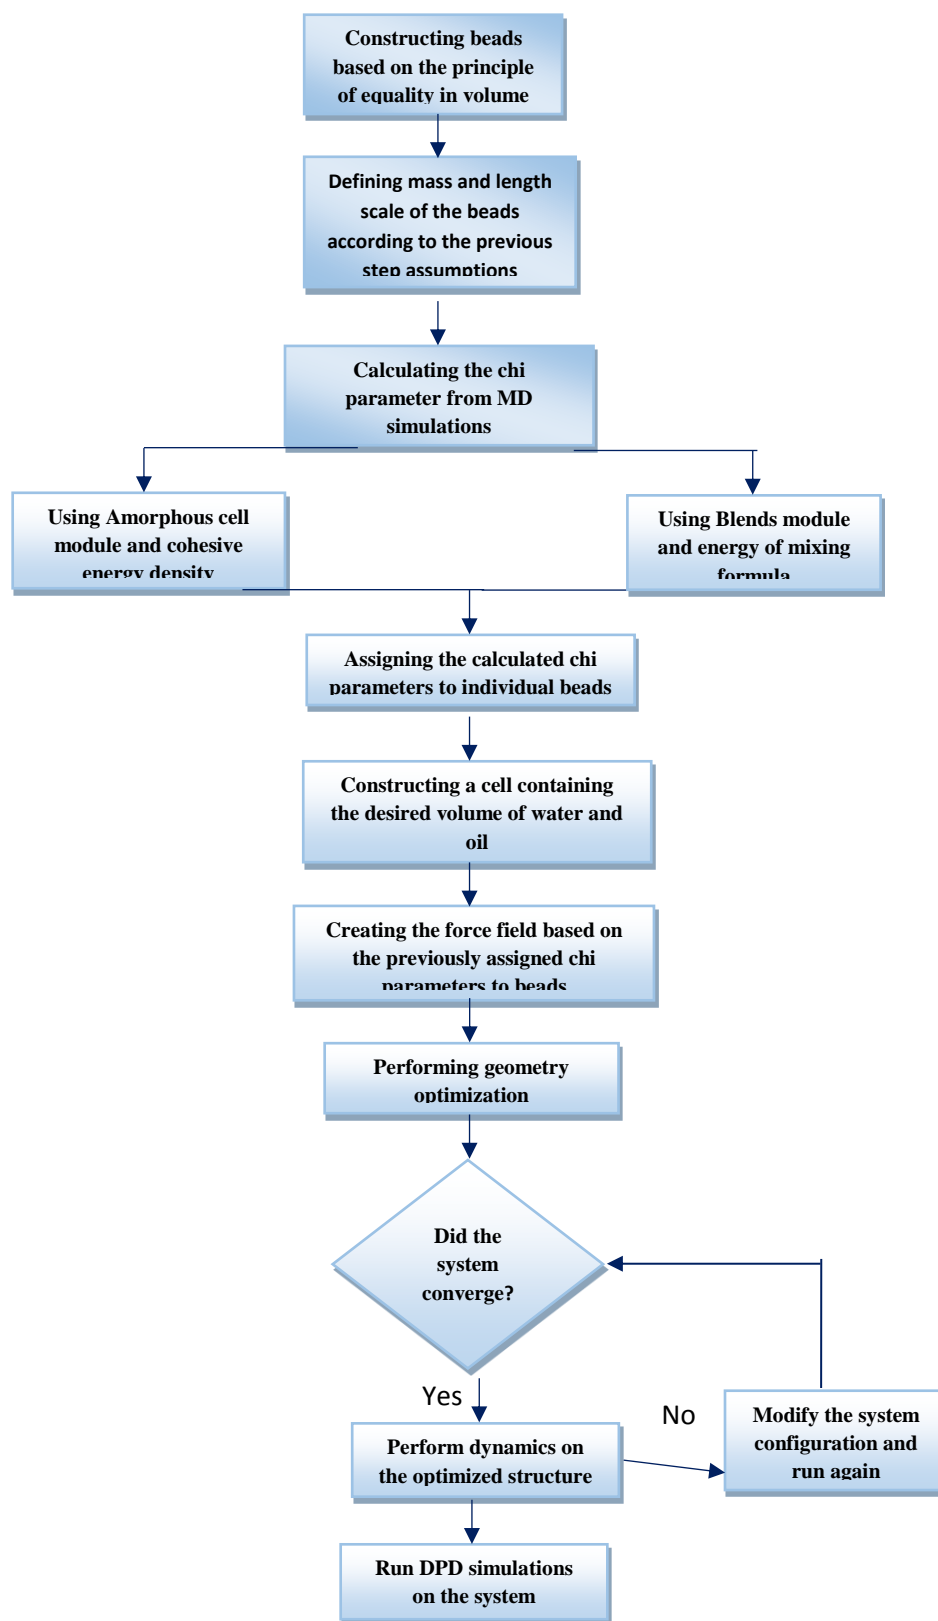 Constructing beads
based on the principle
of equality in volume
Defining mass and length
scale of the beads
according to the previous
step assumptions
Calculating the chi
parameter from MD
simulations
Using Amorphous cell
module and cohesive
energy density
Using Blends module
and energy of mixing
formula
Assigning the calculated chi
parameters to individual beads
Constructing a cell containing
the desired volume of water and
oil
Creating the force field based on
the previously assigned chi
parameters to beads
Performing geometry
optimization
Did the
system
converge?
Yes
No
Modify the system
configuration and
run again
Perform dynamics on
the optimized structure
Run DPD simulations
on the system